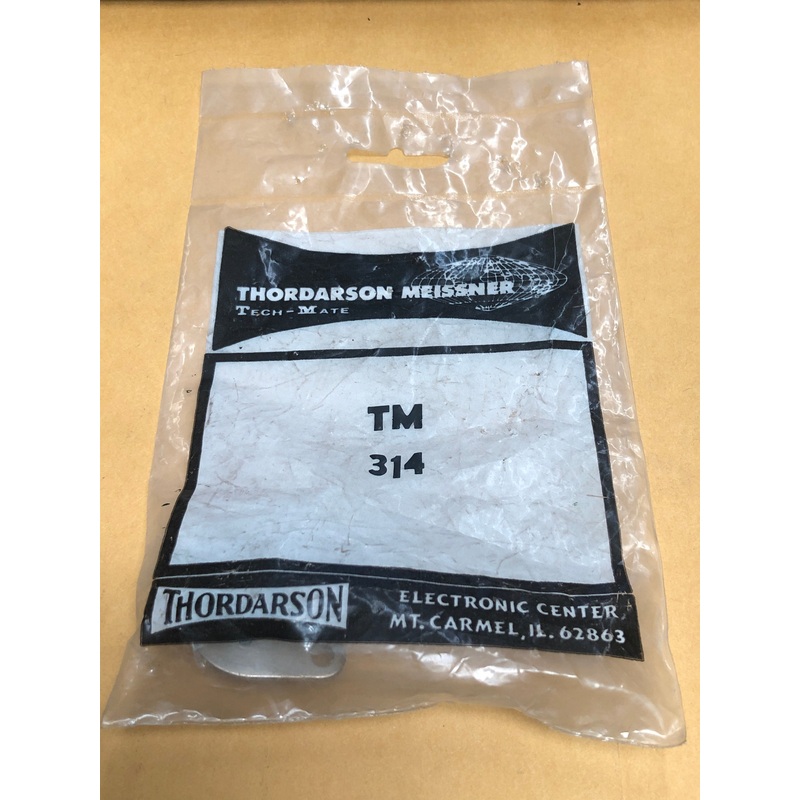 THORDARSON MEISSNER
TECH-MATE
TM
314
THORDARSON
ELECTRONIC CENTER
MT. CARMEL, IL. 62863